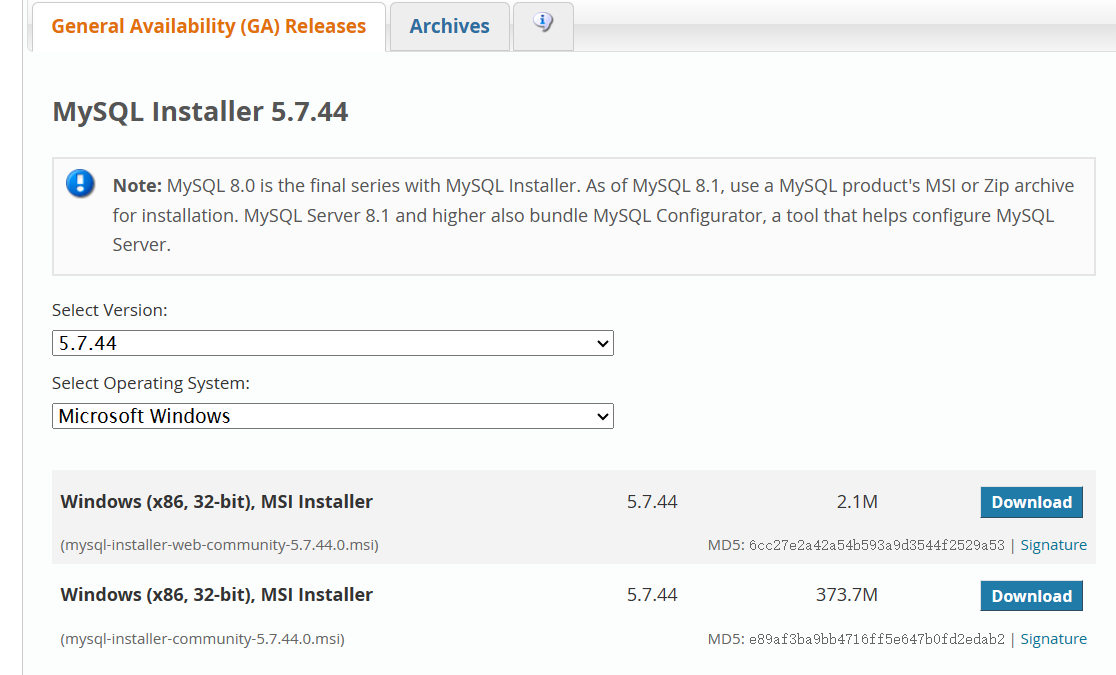 General Availability (GA) Releases
Archives
MySQL Installer 5.7.44
Note: MySQL 8.0 is the final series with MySQL Installer. As of MySQL 8.1, use a MySQL product's MSI or Zip archive
for installation. MySQL Server 8.1 and higher also bundle MySQL Configurator, a tool that helps configure MySQL
Server.
Select Version:
5.7.44
Select Operating System:
Microsoft Windows
Windows (x86, 32-bit), MSI Installer 5.7.44 2.1M Download
(mysql-installer-web-community-5.7.44.0.msi) MD5: 6cc27e2a42a54b593a9d3544f2529a53 | Signature
Windows (x86, 32-bit), MSI Installer 5.7.44 373.7M Download
(mysql-installer-community-5.7.44.0.msi) MD5: e89af3ba9bb4716ff5e647b0fd2edab2 | Signature